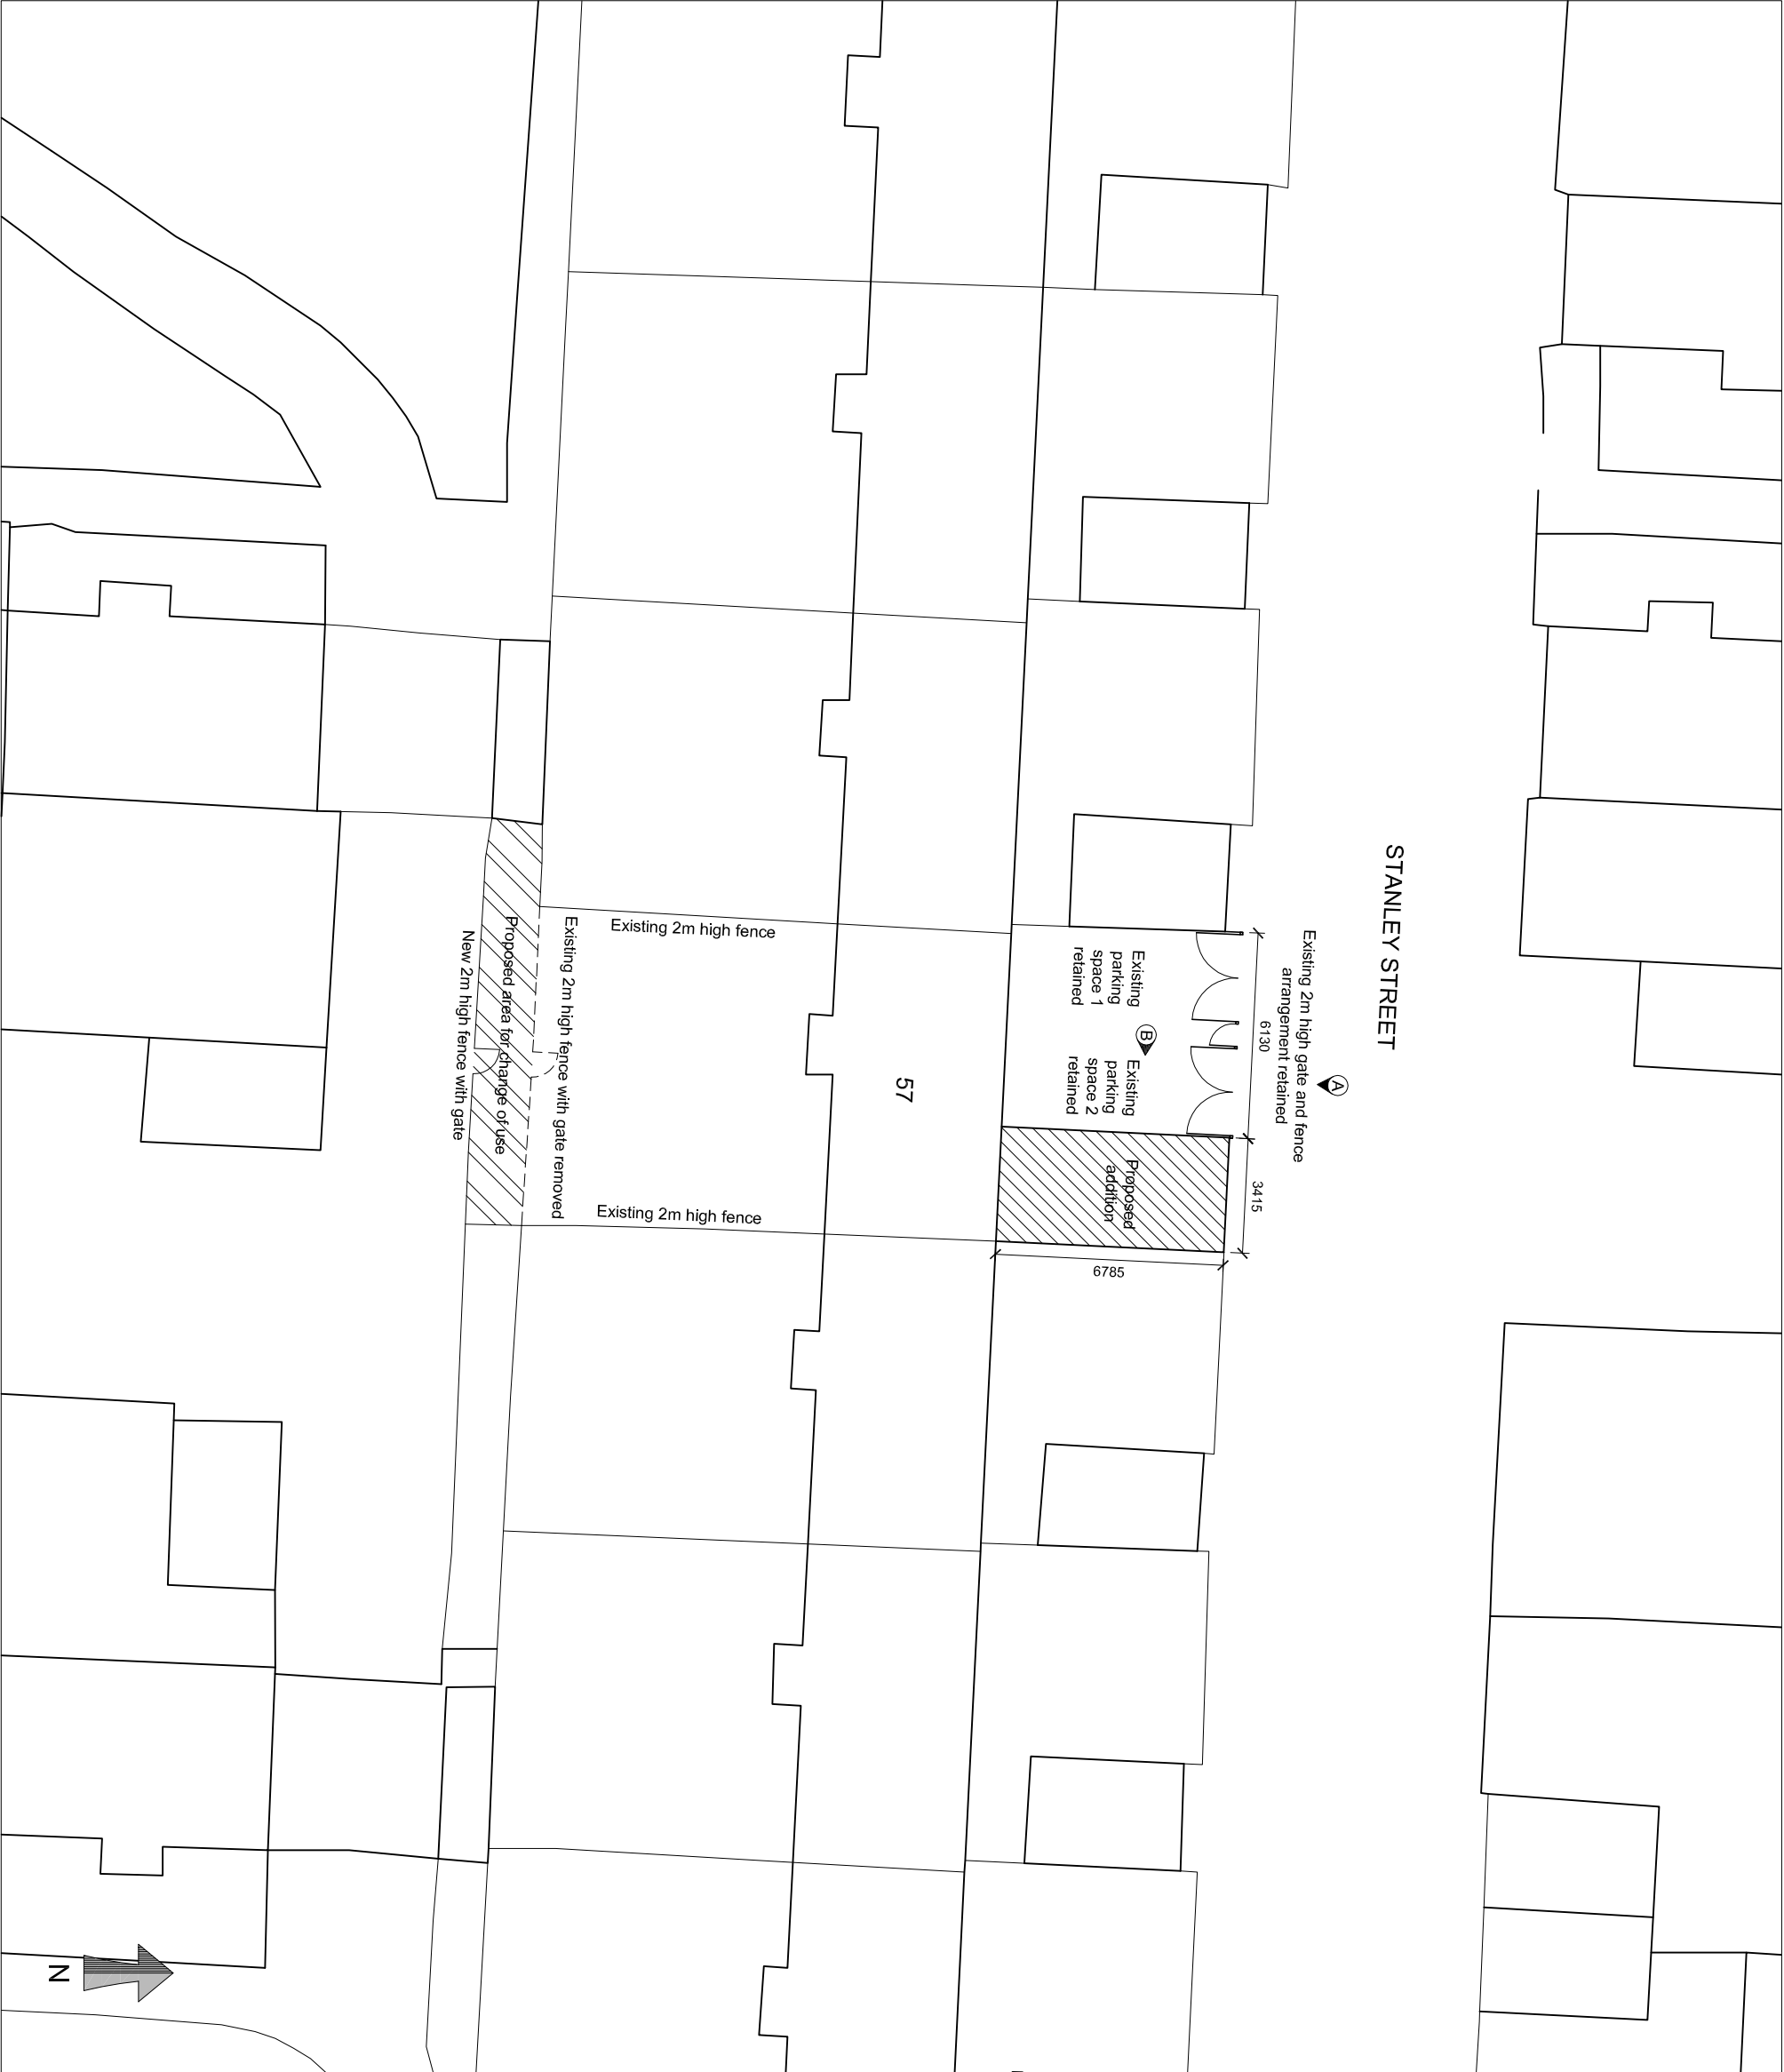 STANLEY STREET
Existing 2m high gate and fence
arrangement retained
A
6130
3415
6785
Existing
parking
space 1
retained
B
Existing
parking
space 2
retained
Proposed
addition
57
Existing 2m high fence
Existing 2m high fence
Existing 2m high fence with gate removed
Proposed area for change of use
New 2m high fence with gate
N